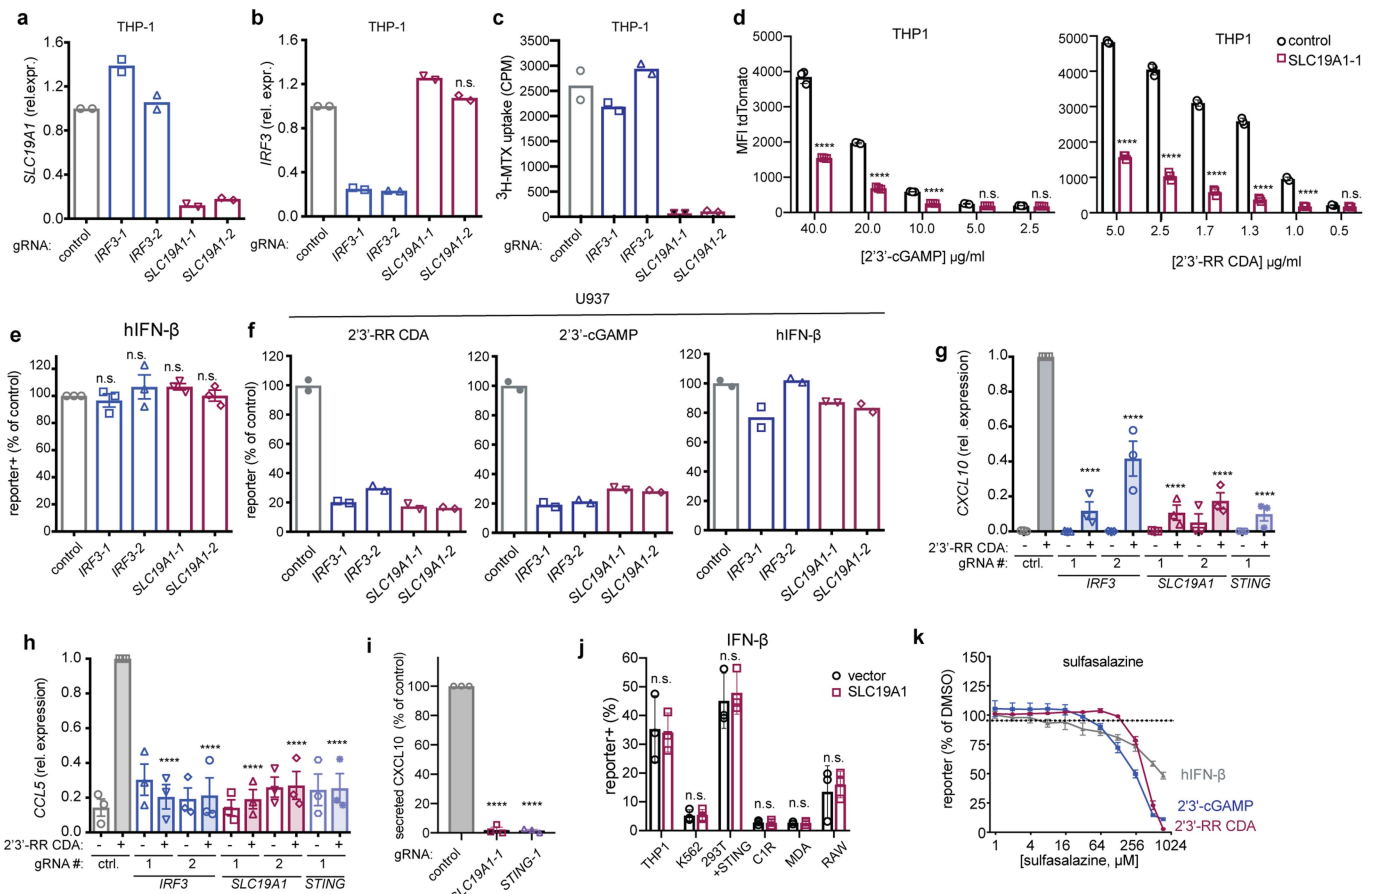 a
THP-1
SLC19A1 (rel.expr.)
1.6
1.2
0.8
0.4
0.0
gRNA:
control
IRF3-1
IRF3-2
SLC19A1-1
SLC19A1-2
b
THP-1
IRF3 (rel. expr.)
1.6
1.2
0.8
0.4
0.0
n.s.
gRNA:
control
IRF3-1
IRF3-2
SLC19A1-1
SLC19A1-2
c
THP-1
3H-MTX uptake (CPM)
3500
3000
2500
2000
1500
1000
500
0
gRNA:
control
IRF3-1
IRF3-2
SLC19A1-1
SLC19A1-2
d
THP1
MFI tdTomato
5000
4000
3000
2000
1000
0
**** **** **** n.s. n.s.
40.0 20.0 10.0 5.0 2.5
[2'3'-cGAMP] µg/ml
THP1
control
SLC19A1-1
5000
4000
3000
2000
1000
0
**** **** **** **** **** n.s.
5.0 2.5 1.7 1.3 1.0 0.5
[2'3'-RR CDA] µg/ml
e
hIFN-β
reporter+ (% of control)
120
100
80
60
40
20
0
n.s. n.s. n.s. n.s.
control
IRF3-1
IRF3-2
SLC19A1-1
SLC19A1-2
f
U937
2'3'-RR CDA
reporter (% of control)
120
100
80
60
40
20
0
control
IRF3-1
IRF3-2
SLC19A1-1
SLC19A1-2
2'3'-cGAMP
120
100
80
60
40
20
0
control
IRF3-1
IRF3-2
SLC19A1-1
SLC19A1-2
hIFN-β
120
100
80
60
40
20
0
control
IRF3-1
IRF3-2
SLC19A1-1
SLC19A1-2
g
CXCL10 (rel .expression)
1.0
0.8
0.6
0.4
0.2
0.0
**** **** **** **** ****
2'3'-RR CDA: - + - + - + - + - + - +
gRNA #: ctrl. 1 2 1 2 1
IRF3 SLC19A1 STING
h
CCL5 (rel. expression)
1.0
0.8
0.6
0.4
0.2
0.0
**** **** **** **** ****
2'3'-RR CDA: - + - + - + - + - + - +
gRNA #: ctrl. 1 2 1 2 1
IRF3 SLC19A1 STING
i
secreted CXCL10 (% of control)
100
80
60
40
20
0
**** ****
gRNA:
control
SLC19A1-1
STING-1
j
IFN-β
reporter+ (%)
60
50
40
30
20
10
0
n.s. n.s. n.s. n.s. n.s. n.s.
vector
SLC19A1
THP1
K562
293T
+STING
C1R
MDA
RAW
k
sulfasalazine
reporter (% of DMSO)
150
125
100
75
50
25
0
hIFN-β
2'3'-cGAMP
2'3'-RR CDA
1 4 16 64 256 1024
[sulfasalazine, µM]